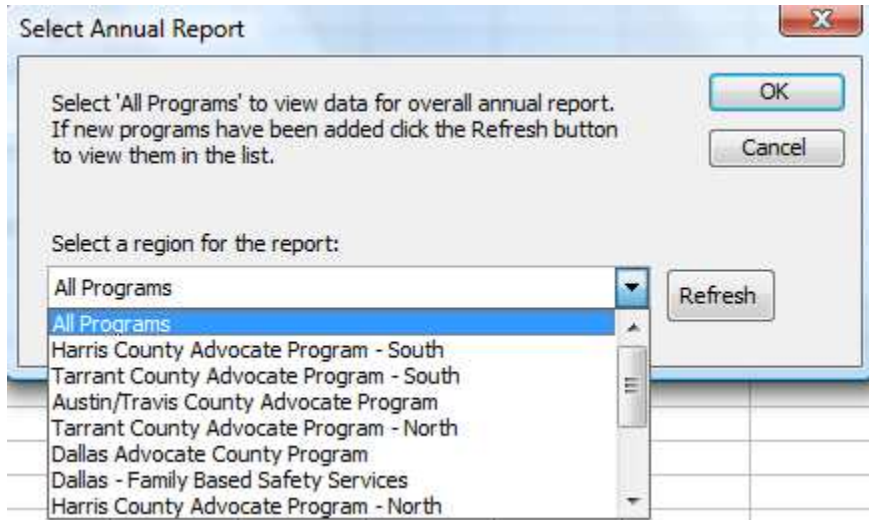 Select Annual Report
Select 'All Programs' to view data for overall annual report.
If new programs have been added click the Refresh button
to view them in the list.
OK
Cancel
Select a region for the report:
All Programs
Refresh
All Programs
Harris County Advocate Program - South
Tarrant County Advocate Program - South
Austin/Travis County Advocate Program
Tarrant County Advocate Program - North
Dallas Advocate County Program
Dallas - Family Based Safety Services
Harris County Advocate Program - North